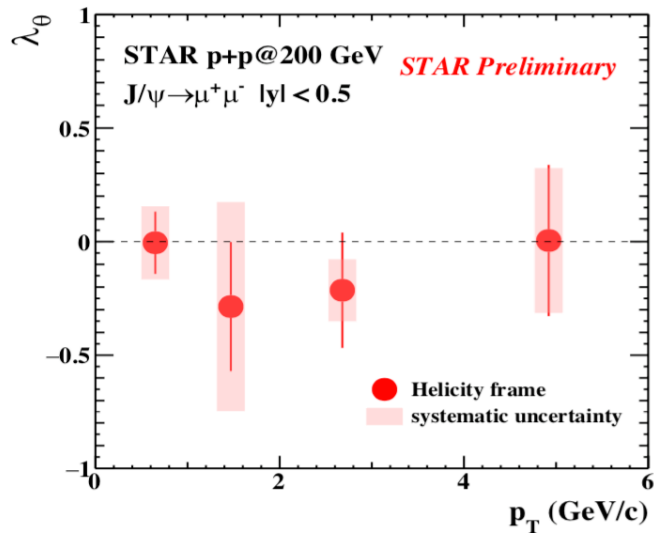 λθ
1
0.5
0
−0.5
−1
STAR p+p@200 GeV
STAR Preliminary
J/ψ→μ⁺μ⁻ |y| < 0.5
Helicity frame
systematic uncertainty
0 2 4 6
p_T (GeV/c)